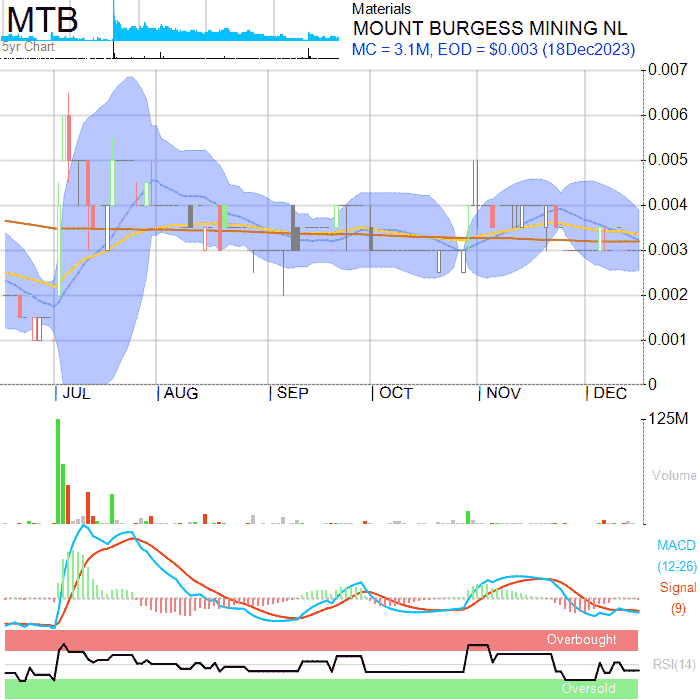 MTB
5yr Chart
Materials
MOUNT BURGESS MINING NL
MC = 3.1M, EOD = $0.003 (18Dec2023)
0.007
0.006
0.005
0.004
0.003
0.002
0.001
0
JUL
AUG
SEP
OCT
NOV
DEC
125M
Volume
MACD
(12-26)
Signal
(9)
Overbought
RSI(14)
Oversold